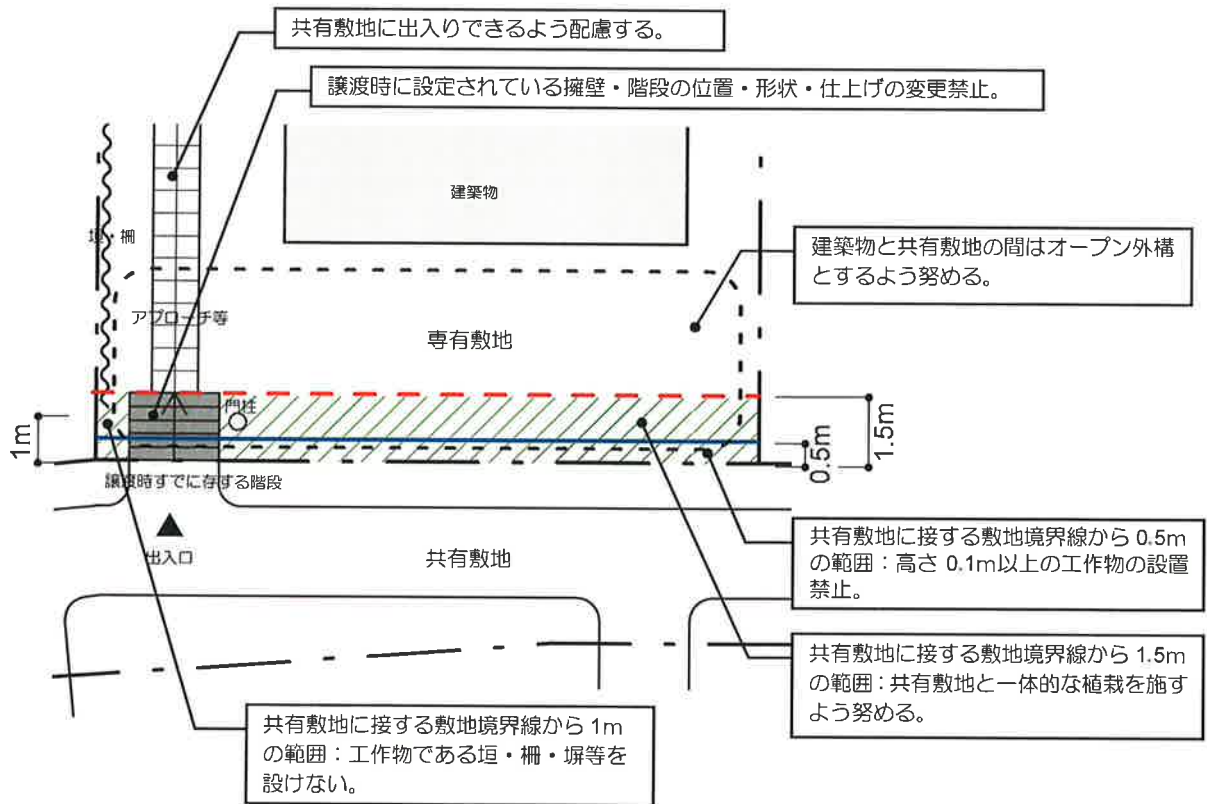 共有敷地に出入りできるよう配慮する。
譲渡時に設定されている擁壁・階段の位置・形状・仕上げの変更禁止。
建築物
垣・柵
建築物と共有敷地の間はオープン外構
とするよう努める。
アプローチ等
専有敷地
門柱
1m
0.5m
1.5m
譲渡時すでに存する階段
出入口
共有敷地
共有敷地に接する敷地境界線から 0.5m
の範囲：高さ 0.1m以上の工作物の設置
禁止。
共有敷地に接する敷地境界線から 1.5m
の範囲：共有敷地と一体的な植栽を施す
よう努める。
共有敷地に接する敷地境界線から 1m
の範囲：工作物である垣・柵・塀等を
設けない。